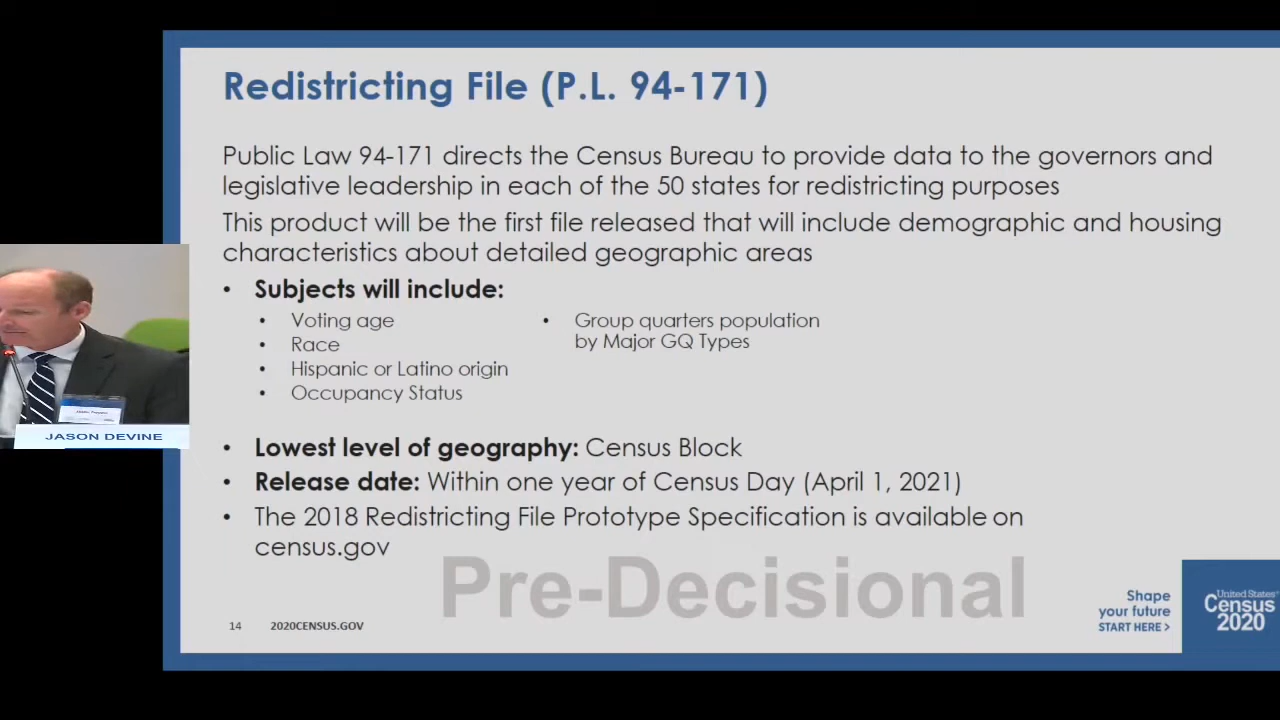 Redistricting File (P.L. 94-171)
Public Law 94-171 directs the Census Bureau to provide data to the governors and
legislative leadership in each of the 50 states for redistricting purposes
This product will be the first file released that will include demographic and housing
characteristics about detailed geographic areas
• Subjects will include:
• Voting age
• Race
• Hispanic or Latino origin
• Occupancy Status
• Group quarters population
by Major GQ Types
• Lowest level of geography: Census Block
• Release date: Within one year of Census Day (April 1, 2021)
• The 2018 Redistricting File Prototype Specification is available on
census.gov
Pre-Decisional
14 2020CENSUS.GOV
Shape
your future
START HERE >
United States®
Census
2020
JASON DEVINE